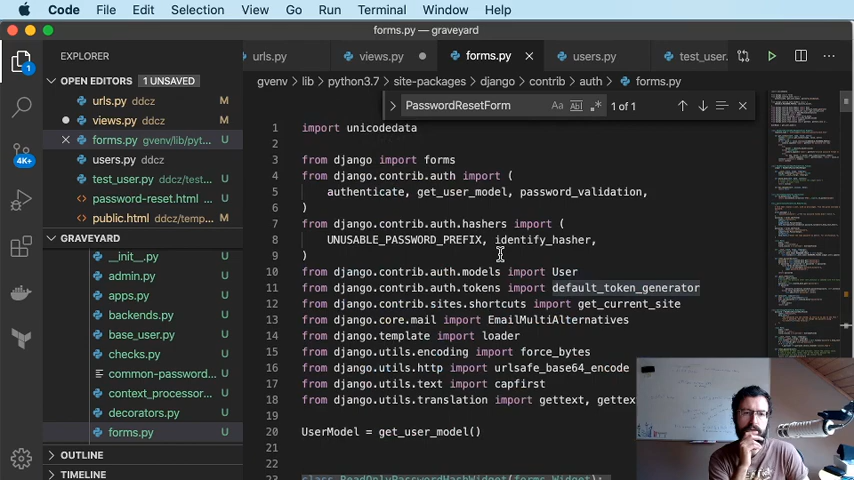 Code File Edit Selection View Go Run Terminal Window Help
forms.py — graveyard
EXPLORER
urls.py
views.py
forms.py
users.py
test_user.
1
OPEN EDITORS 1 UNSAVED
gvenv › lib › python3.7 › site-packages › django › contrib › auth › forms.py
urls.py ddcz M
views.py ddcz M
forms.py gvenv/lib/pyt... U
users.py ddcz
test_user.py ddcz/test... U
password-reset.html ... U
public.html ddcz/temp... M
4K+
GRAVEYARD
__init__.py U
admin.py U
apps.py U
backends.py U
base_user.py U
checks.py U
common-password... U
context_processor... U
decorators.py U
forms.py U
OUTLINE
TIMELINE
PasswordResetForm Aa Ab 1 of 1
1 import unicodedata
2
3 from django import forms
4 from django.contrib.auth import (
5 authenticate, get_user_model, password_validation,
6 )
7 from django.contrib.auth.hashers import (
8 UNUSABLE_PASSWORD_PREFIX, identify_hasher,
9 )
10 from django.contrib.auth.models import User
11 from django.contrib.auth.tokens import default_token_generator
12 from django.contrib.sites.shortcuts import get_current_site
13 from django.core.mail import EmailMultiAlternatives
14 from django.template import loader
15 from django.utils.encoding import force_bytes
16 from django.utils.http import urlsafe_base64_encode
17 from django.utils.text import capfirst
18 from django.utils.translation import gettext, gettex
19
20 UserModel = get_user_model()
21
22
23 class ReadOnlyPasswordHashWidget(forms.Widget):